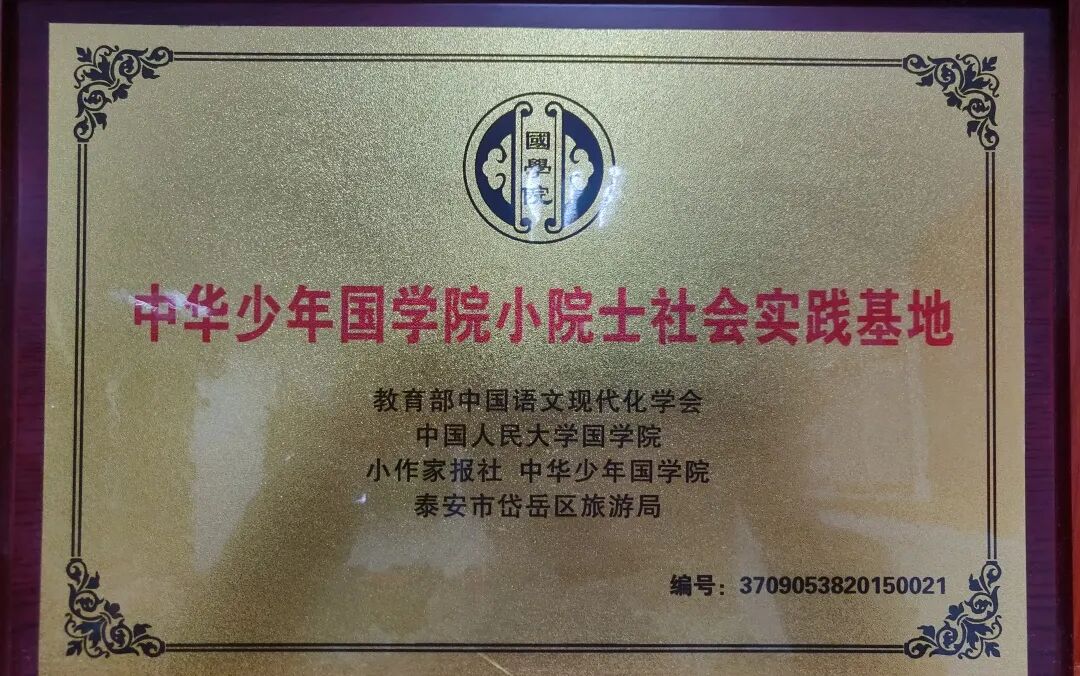 國學院
中华少年国学院小院士社会实践基地
教育部中国语文现代化学会
中国人民大学国学院
小作家报社 中华少年国学院
泰安市岱岳区旅游局
编号：3709053820150021